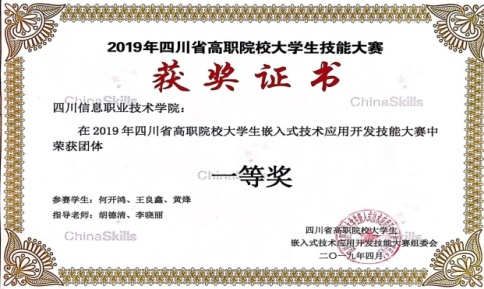 2019年四川省高职院校大学生技能大赛
获奖证书
四川信息职业技术学院：
在2019年四川省高职院校大学生嵌入式技术应用开发技能大赛中
荣获团体
一等奖
参赛学生：何开鸿、王良鑫、黄烽
指导老师：胡德清、李晓丽
四川省高职院校大学生
嵌入式技术应用开发技能大赛组委会
二〇一九年四月
ChinaSkills
ChinaSkills
ChinaSkills
ChinaSkills